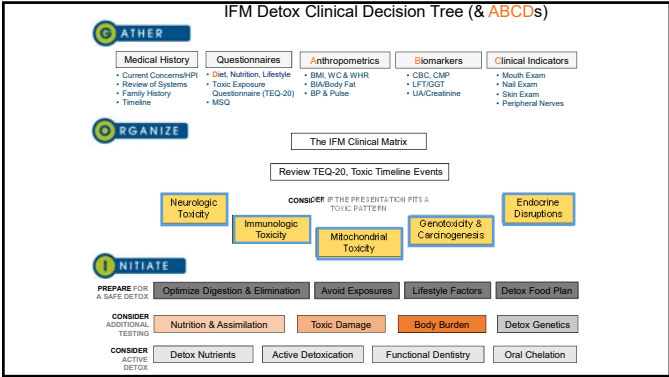 IFM Detox Clinical Decision Tree (& ABCDs)
GATHER
Medical History
• Current Concerns/HPI
• Review of Systems
• Family History
• Timeline
Questionnaires
• Diet, Nutrition, Lifestyle
• Toxic Exposure
Questionnaire (TEQ-20)
• MSQ
Anthropometrics
• BMI, WC & WHR
• BIA/Body Fat
• BP & Pulse
Biomarkers
• CBC, CMP
• LFT/GGT
• UA/Creatinine
Clinical Indicators
• Mouth Exam
• Nail Exam
• Skin Exam
• Peripheral Nerves
ORGANIZE
The IFM Clinical Matrix
Review TEQ-20, Toxic Timeline Events
CONSIDER IF THE PRESENTATION FITS A
TOXIC PATTERN
Neurologic
Toxicity
Immunologic
Toxicity
Mitochondrial
Toxicity
Genotoxicity &
Carcinogenesis
Endocrine
Disruptions
INITIATE
PREPARE FOR
A SAFE DETOX
Optimize Digestion & Elimination
Avoid Exposures
Lifestyle Factors
Detox Food Plan
CONSIDER
ADDITIONAL
TESTING
Nutrition & Assimilation
Toxic Damage
Body Burden
Detox Genetics
CONSIDER
ACTIVE
DETOX
Detox Nutrients
Active Detoxication
Functional Dentistry
Oral Chelation